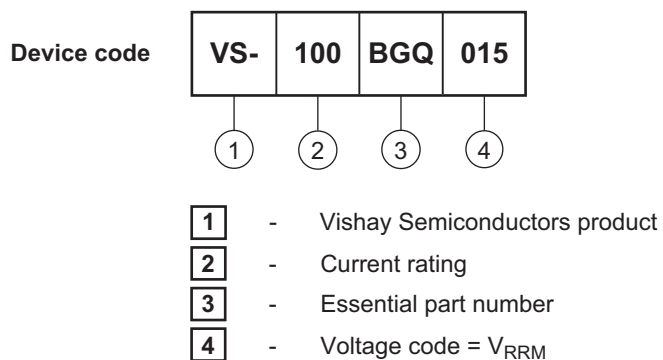 Device code VS- 100 BGQ 015
1 2 3 4
1 - Vishay Semiconductors product
2 - Current rating
3 - Essential part number
4 - Voltage code = VRRM